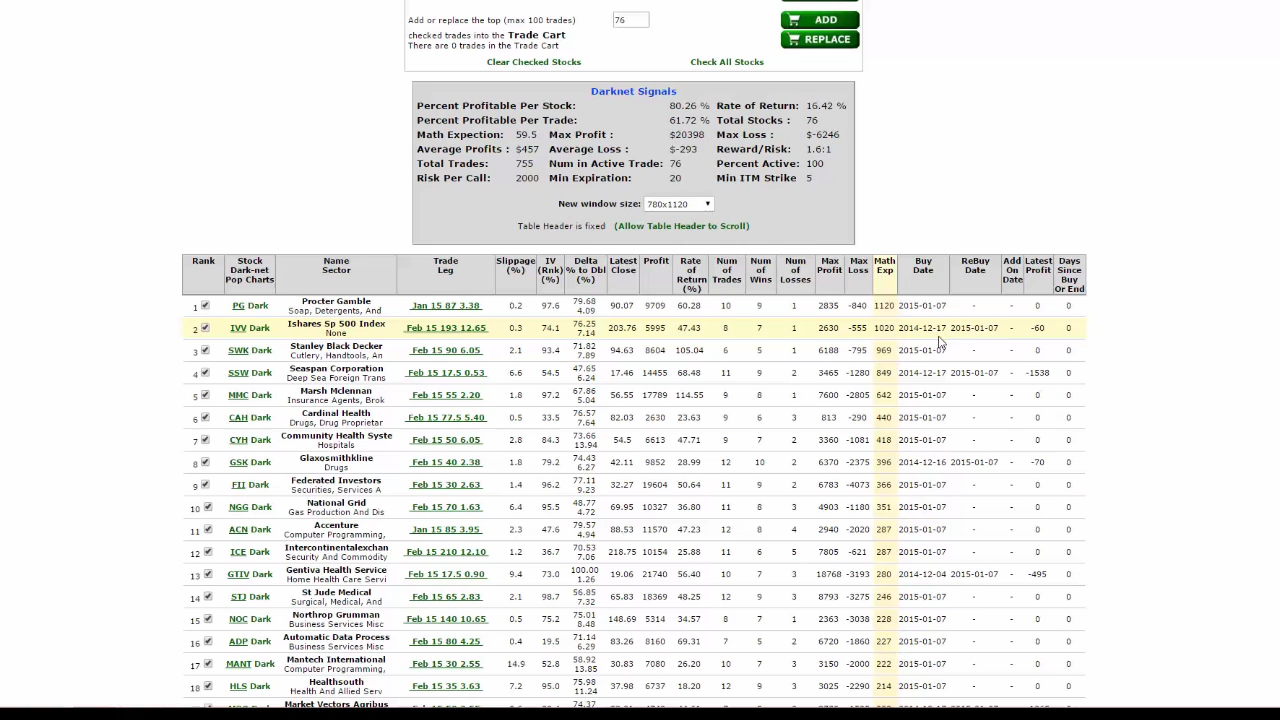 Add or replace the top (max 100 trades) 76 ADD
checked trades into the Trade Cart REPLACE
There are 0 trades in the Trade Cart
Clear Checked Stocks Check All Stocks
Darknet Signals
Percent Profitable Per Stock: 80.26 % Rate of Return: 16.42 %
Percent Profitable Per Trade: 61.72 % Total Stocks : 76
Math Expection: 59.5 Max Profit : $20398 Max Loss : $-6246
Average Profits : $457 Average Loss : $-293 Reward/Risk: 1.6:1
Total Trades: 755 Num in Active Trade: 76 Percent Active: 100
Risk Per Call: 2000 Min Expiration: 20 Min ITM Strike 5
New window size: 780x1120
Table Header is fixed (Allow Table Header to Scroll)
Rank Stock Dark-net Pop Charts Name Sector Trade Leg Slippage (%) IV (Rnk) (%) Delta % to Dbl (%) Latest Close Profit Rate of Return (%) Num of Trades Num of Wins Num of Losses Max Profit Max Loss Math Exp Buy Date ReBuy Date Add On Date Latest Profit Days Since Buy Or End
1 PG Dark Procter Gamble Soap, Detergents, And Jan 15 87 3.38 0.2 97.6 79.68 4.09 90.07 9709 60.28 10 9 1 2835 -840 1120 2015-01-07 - - 0 0
2 IVV Dark Ishares Sp 500 Index None Feb 15 193 12.65 0.3 74.1 76.25 7.14 203.76 5995 47.43 8 7 1 2630 -555 1020 2014-12-17 2015-01-07 - -60 0
3 SWK Dark Stanley Black Decker Cutlery, Handtools, An Feb 15 90 6.05 2.1 93.4 71.82 7.89 94.63 8604 105.04 6 5 1 6188 -795 969 2015-01-07 - - 0 0
4 SSW Dark Seaspan Corporation Deep Sea Foreign Trans Feb 15 17.5 0.53 6.6 54.5 47.65 6.24 17.46 14455 68.48 11 9 2 3465 -1280 849 2014-12-17 2015-01-07 - -1538 0
5 MMC Dark Marsh Mclennan Insurance Agents, Brok Feb 15 55 2.20 1.8 97.2 67.86 5.04 56.55 17789 114.55 9 8 1 7600 -2805 642 2015-01-07 - - 0 0
6 CAH Dark Cardinal Health Drugs, Drug Proprietar Feb 15 77.5 5.40 0.5 33.5 76.57 7.64 82.03 2630 23.63 9 6 3 813 -290 440 2015-01-07 - - 0 0
7 CYH Dark Community Health Syste Hospitals Feb 15 50 6.05 2.8 84.3 73.66 13.94 54.5 6613 47.71 9 7 2 3360 -1081 418 2015-01-07 - - 0 0
8 GSK Dark Glaxosmithkline Drugs Feb 15 40 2.38 1.8 79.2 74.43 6.27 42.11 9852 28.99 12 10 2 6370 -2375 396 2014-12-16 2015-01-07 - -70 0
9 FII Dark Federated Investors Securities, Services A Feb 15 30 2.63 1.4 96.2 77.11 9.23 32.27 19604 50.64 11 9 2 6783 -4073 366 2015-01-07 - - 0 0
10 NGG Dark National Grid Gas Production And Dis Feb 15 70 1.63 6.4 95.5 48.77 4.72 69.95 10327 36.80 11 8 3 4903 -1180 351 2015-01-07 - - 0 0
11 ACN Dark Accenture Computer Programming, Jan 15 85 3.95 2.3 47.6 79.57 4.94 88.53 11570 47.23 12 8 4 2940 -2020 287 2015-01-07 - - 0 0
12 ICE Dark Intercontinentalexchan Security And Commodity Feb 15 210 12.10 1.2 36.7 70.53 7.06 218.75 10154 25.88 11 6 5 7805 -621 287 2015-01-07 - - 0 0
13 GTIV Dark Gentiva Health Service Home Health Care Servi Feb 15 17.5 0.90 9.4 73.0 100.00 1.26 19.06 21740 56.40 10 7 3 18768 -3193 280 2014-12-04 2015-01-07 - -495 0
14 STJ Dark St Jude Medical Surgical, Medical, And Feb 15 65 2.83 2.1 98.7 56.85 7.32 65.83 18369 48.25 12 9 3 8793 -3275 246 2015-01-07 - - 0 0
15 NOC Dark Northrop Grumman Business Services Misc Feb 15 140 10.65 0.5 75.2 75.01 8.48 148.69 5314 34.57 8 7 1 2363 -3038 228 2015-01-07 - - 0 0
16 ADP Dark Automatic Data Process Business Services Misc Feb 15 80 4.25 0.4 19.5 71.14 6.29 83.26 8160 69.31 7 5 2 6720 -1860 227 2015-01-07 - - 0 0
17 MANT Dark Mantech International Computer Programming, Feb 15 30 2.55 14.9 52.8 58.92 13.85 30.83 7080 26.20 10 7 3 3150 -2000 222 2015-01-07 - - 0 0
18 HLS Dark Healthsouth Health And Allied Serv Feb 15 35 3.63 7.2 95.0 75.98 11.24 37.98 6737 18.20 12 9 3 3025 -2290 214 2015-01-07 - - 0 0
Market Vectors Agribus 74.37